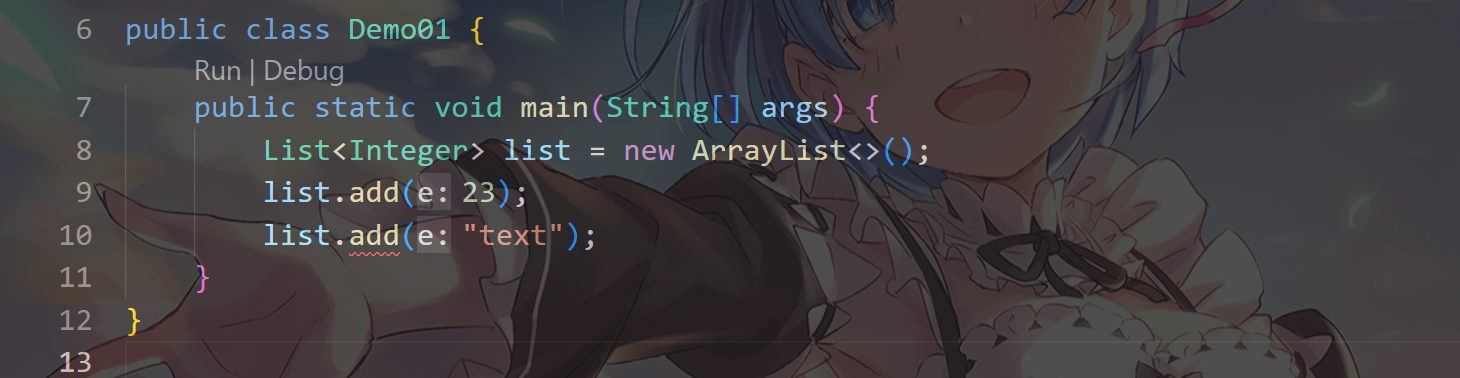 6 public class Demo01 {
Run | Debug
7 public static void main(String[] args) {
8 List<Integer> list = new ArrayList<>();
9 list.add(e: 23);
10 list.add(e: "text");
11 }
12 }
13